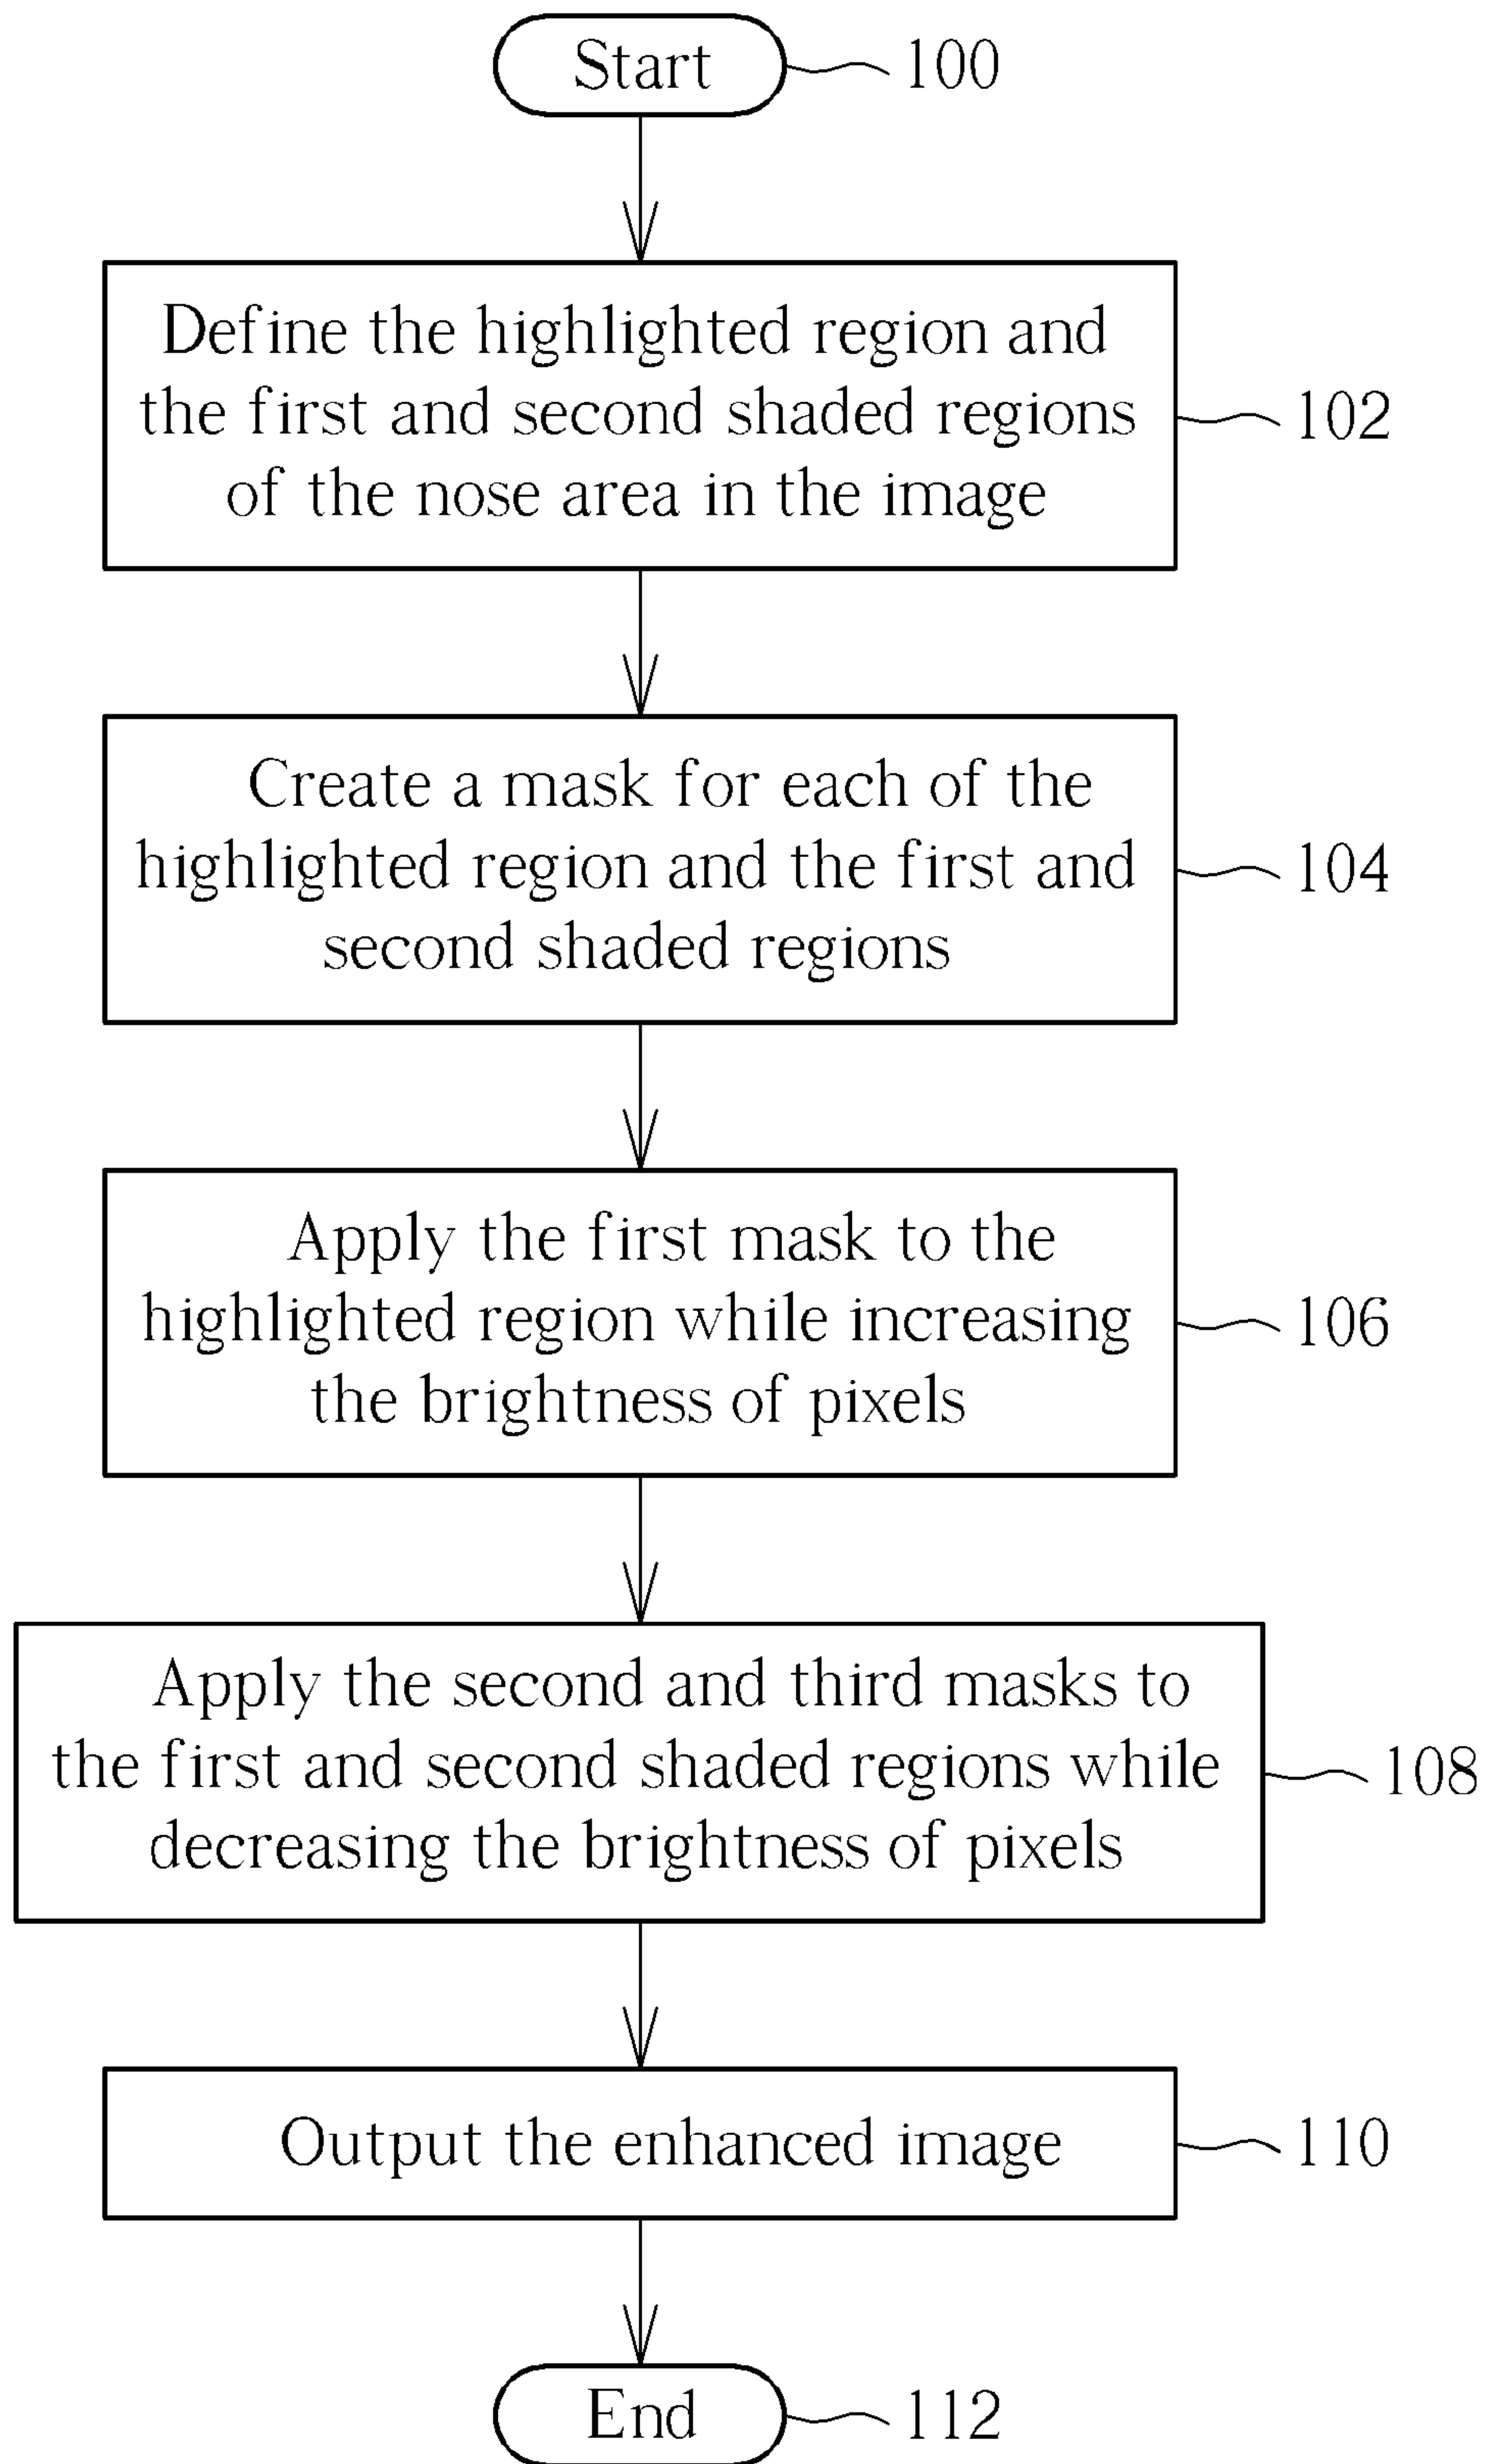 Start
100
Define the highlighted region and
the first and second shaded regions
of the nose area in the image
102
Create a mask for each of the
highlighted region and the first and
second shaded regions
104
Apply the first mask to the
highlighted region while increasing
the brightness of pixels
106
Apply the second and third masks to
the first and second shaded regions while
decreasing the brightness of pixels
108
Output the enhanced image
110
End
112